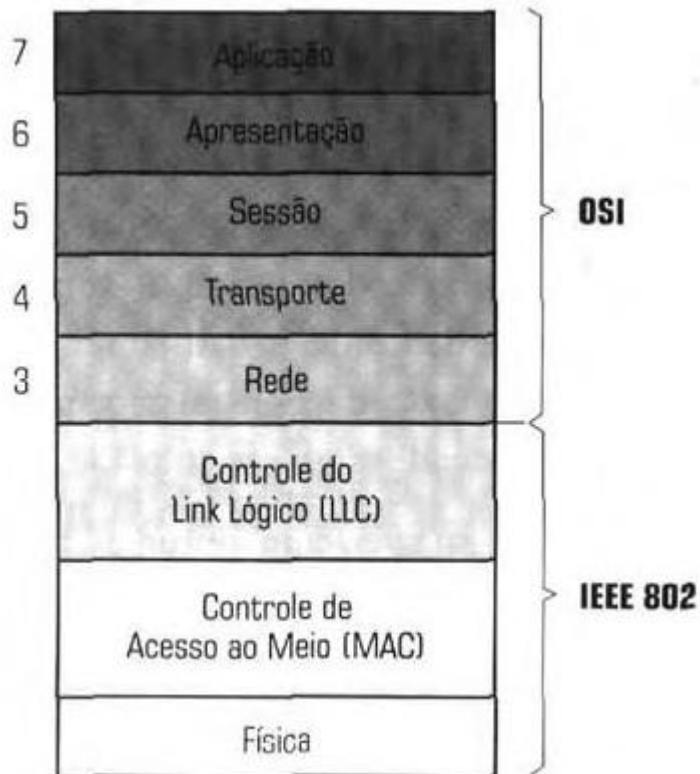 7 Aplicação
6 Apresentação
5 Sessão
OSI
4 Transporte
3 Rede
Controle do
Link Lógico (LLC)
IEEE 802
Controle de
Acesso ao Meio (MAC)
Física